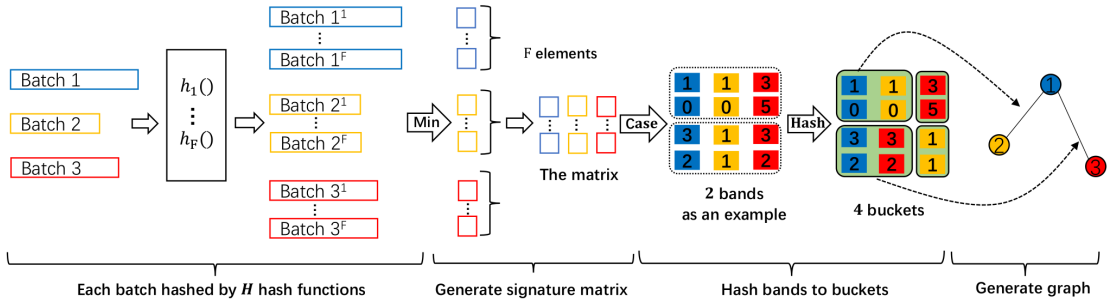 Batch 1
Batch 2
Batch 3
h₁()
⋮
h_F()
Batch 1¹
⋮
Batch 1ᶠ
Batch 2¹
⋮
Batch 2ᶠ
Batch 3¹
⋮
Batch 3ᶠ
Min
F elements
The matrix
Case
1 1 3
0 0 5
3 1 3
2 1 2
2 bands
as an example
Hash
1 1 3
0 0 5
3 3 1
2 2 1
4 buckets
1
2
3
Each batch hashed by H hash functions
Generate signature matrix
Hash bands to buckets
Generate graph